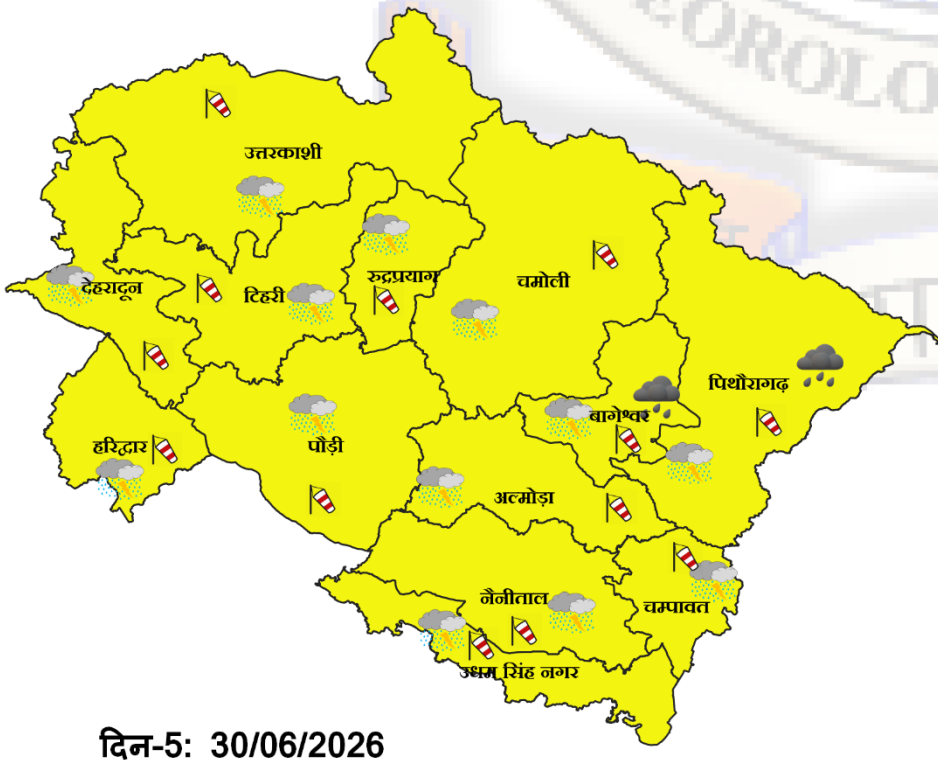 OROLO
उत्तरकाशी
देहरादून
टिहरी
रुद्रप्रयाग
चमोली
पिथौरागढ़
हरिद्वार
पौड़ी
बागेश्वर
अल्मोड़ा
नैनीताल
चम्पावत
उधम सिंह नगर
दिन-5: 30/06/2026